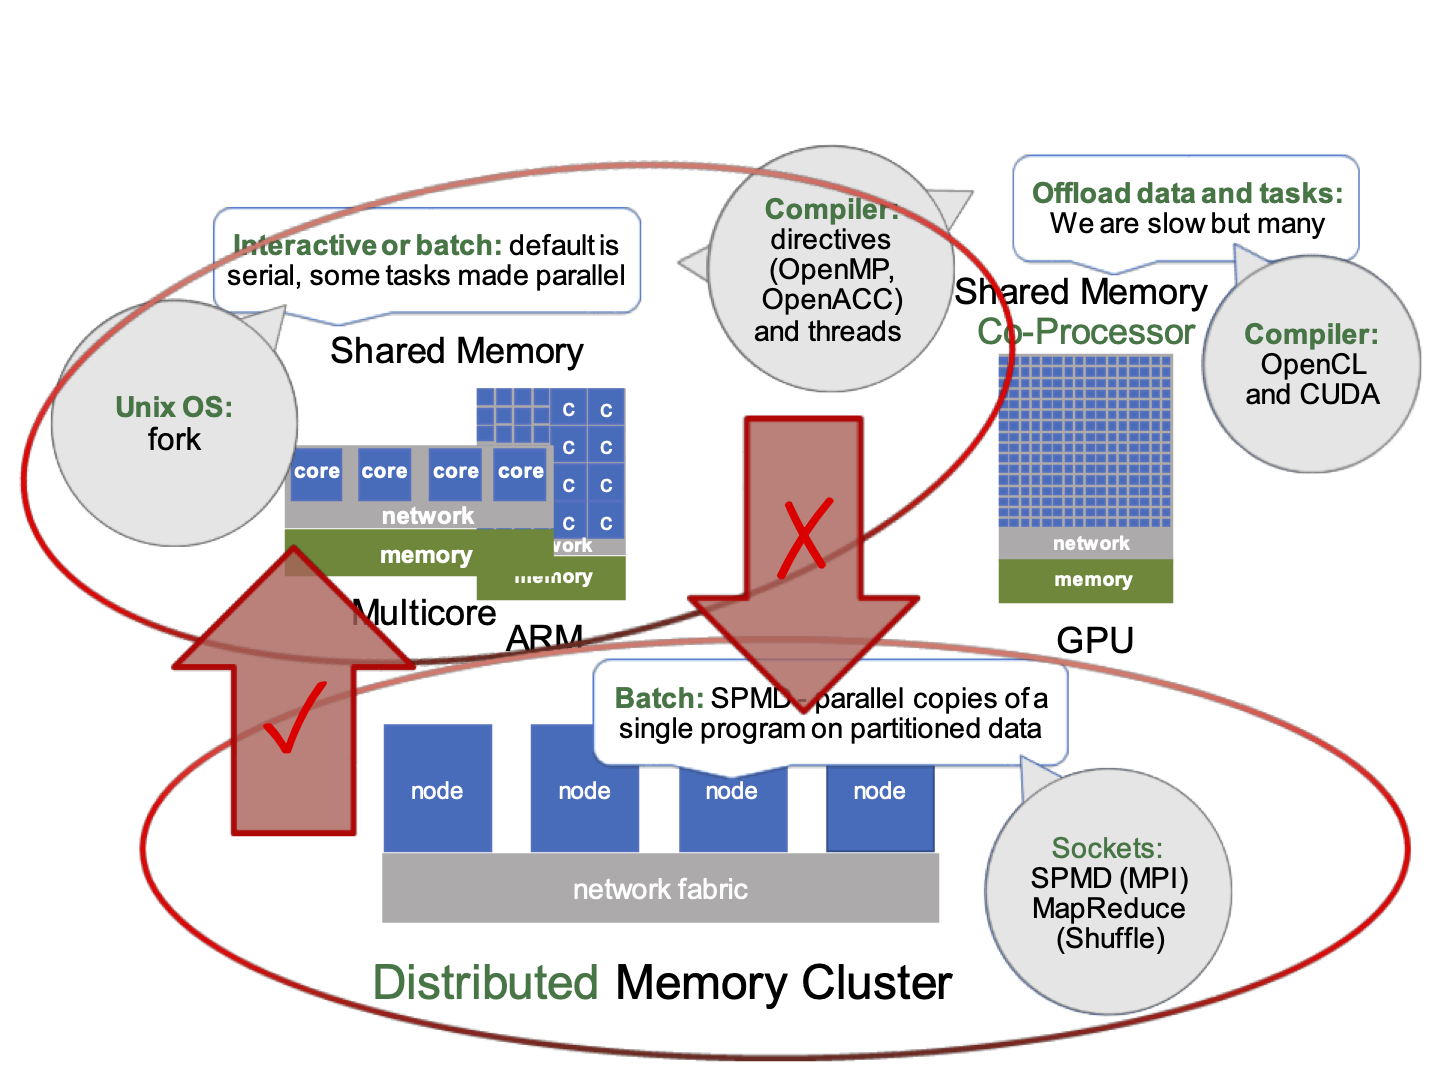 Interactive or batch: default is
serial, some tasks made parallel
Compiler:
directives
(OpenMP,
OpenACC)
and threads
Offload data and tasks:
We are slow but many
Shared Memory
Co-Processor
Compiler:
OpenCL
and CUDA
Unix OS:
fork
Shared Memory
C C
C C
C C
C C
core core core core
network
memory
work
memory
Multicore
ARM
network
memory
GPU
Batch: SPMD - parallel copies of a
single program on partitioned data
node node node node
network fabric
Sockets:
SPMD (MPI)
MapReduce
(Shuffle)
Distributed Memory Cluster